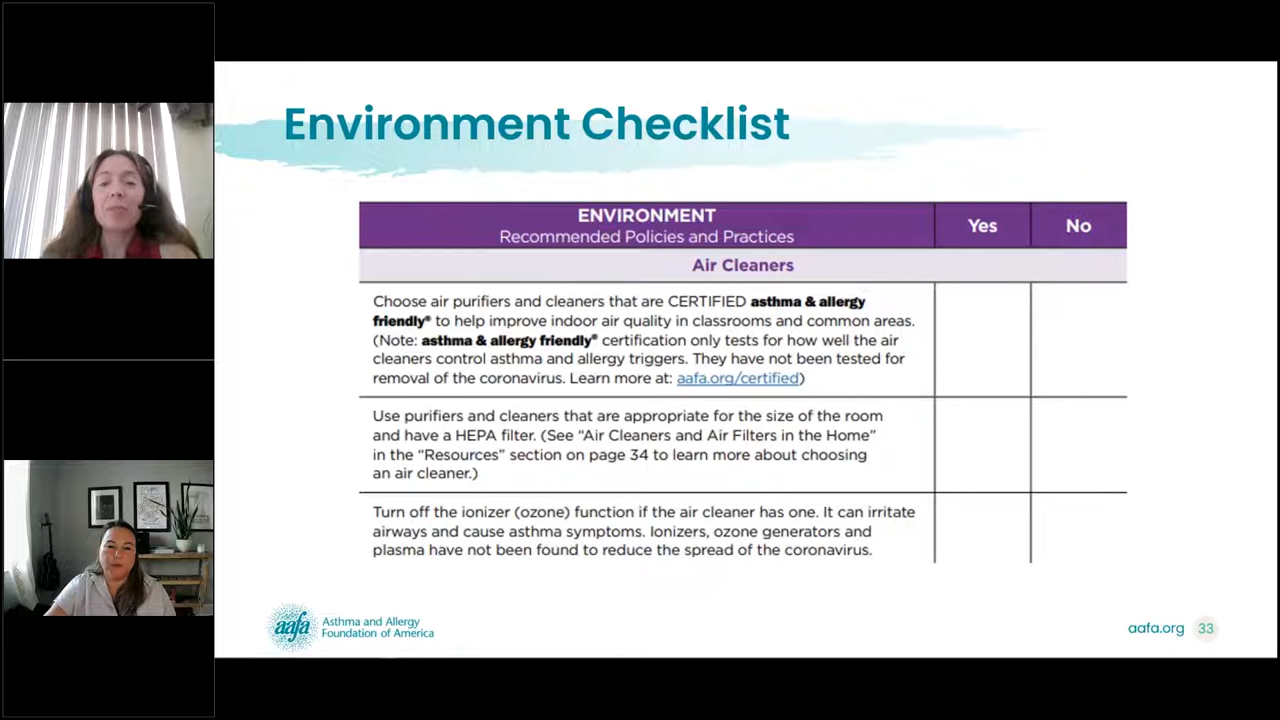 Environment Checklist
ENVIRONMENT
Recommended Policies and Practices
Yes
No
Air Cleaners
Choose air purifiers and cleaners that are CERTIFIED asthma & allergy
friendly® to help improve indoor air quality in classrooms and common areas.
(Note: asthma & allergy friendly® certification only tests for how well the air
cleaners control asthma and allergy triggers. They have not been tested for
removal of the coronavirus. Learn more at: aafa.org/certified)
Use purifiers and cleaners that are appropriate for the size of the room
and have a HEPA filter. (See “Air Cleaners and Air Filters in the Home”
in the “Resources” section on page 34 to learn more about choosing
an air cleaner.)
Turn off the ionizer (ozone) function if the air cleaner has one. It can irritate
airways and cause asthma symptoms. Ionizers, ozone generators and
plasma have not been found to reduce the spread of the coronavirus.
aafa
Asthma and Allergy
Foundation of America
aafa.org 33